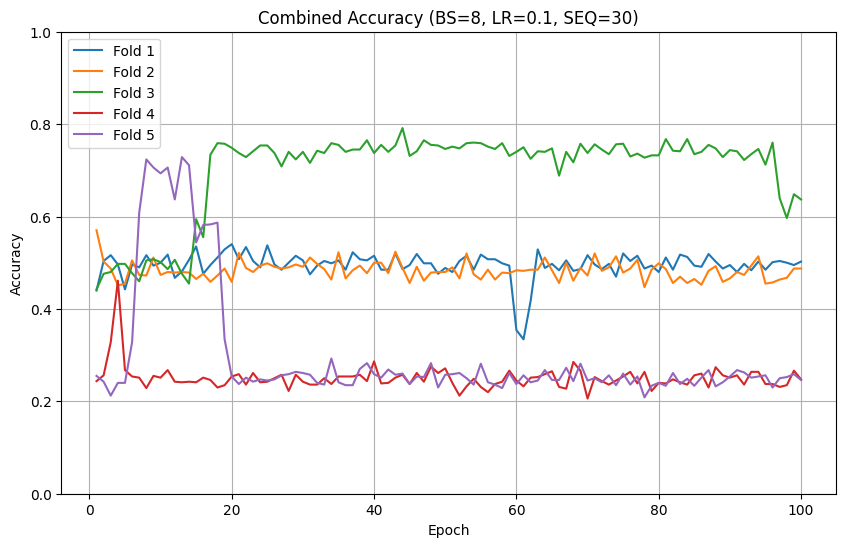 Combined Accuracy (BS=8, LR=0.1, SEQ=30)
Fold 1
Fold 2
Fold 3
Fold 4
Fold 5
Accuracy
1.0
0.8
0.6
0.4
0.2
0.0
0 20 40 60 80 100
Epoch